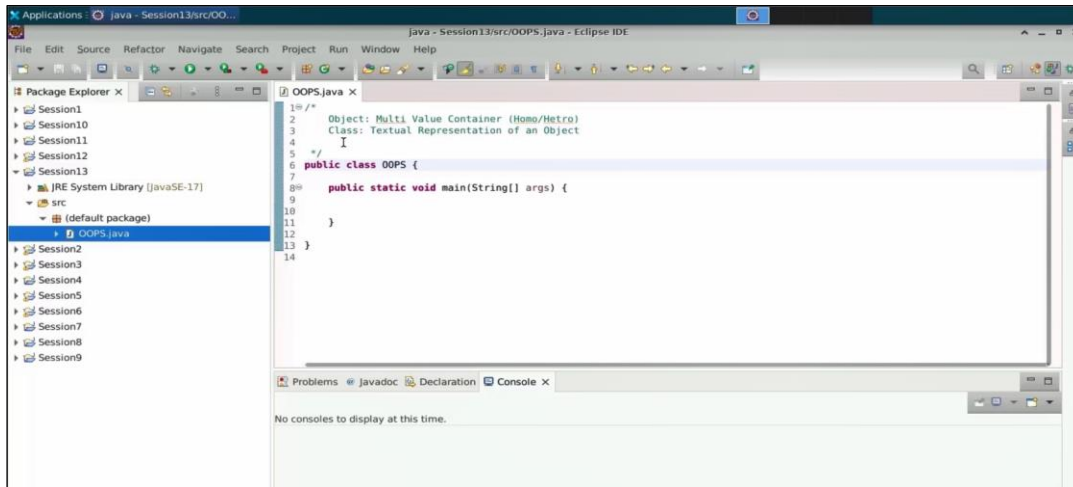 Applications : java - Session13/src/OO...
java - Session13/src/OOPS.java - Eclipse IDE
File Edit Source Refactor Navigate Search Project Run Window Help
Package Explorer
OOPS.java
Session1
Session10
Session11
Session12
Session13
JRE System Library [JavaSE-17]
src
(default package)
OOPS.java
Session2
Session3
Session4
Session5
Session6
Session7
Session8
Session9
1 /*
2 Object: Multi Value Container (Homo/Hetro)
3 Class: Textual Representation of an Object
4
5 */
6 public class OOPS {
7
8 public static void main(String[] args) {
9
10
11 }
12
13 }
14
Problems Javadoc Declaration Console
No consoles to display at this time.